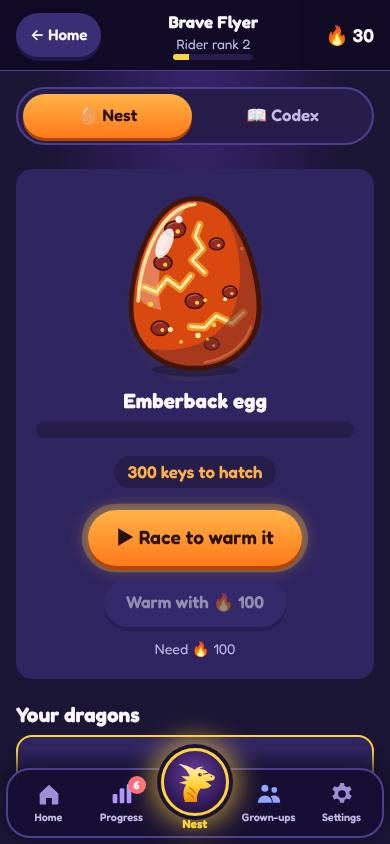 ← Home
Brave Flyer
Rider rank 2
🔥 30
🥚 Nest
📖 Codex
Emberback egg
300 keys to hatch
▶ Race to warm it
Warm with 🔥 100
Need 🔥 100
Your dragons
Home
Progress
6
Nest
Grown-ups
Settings